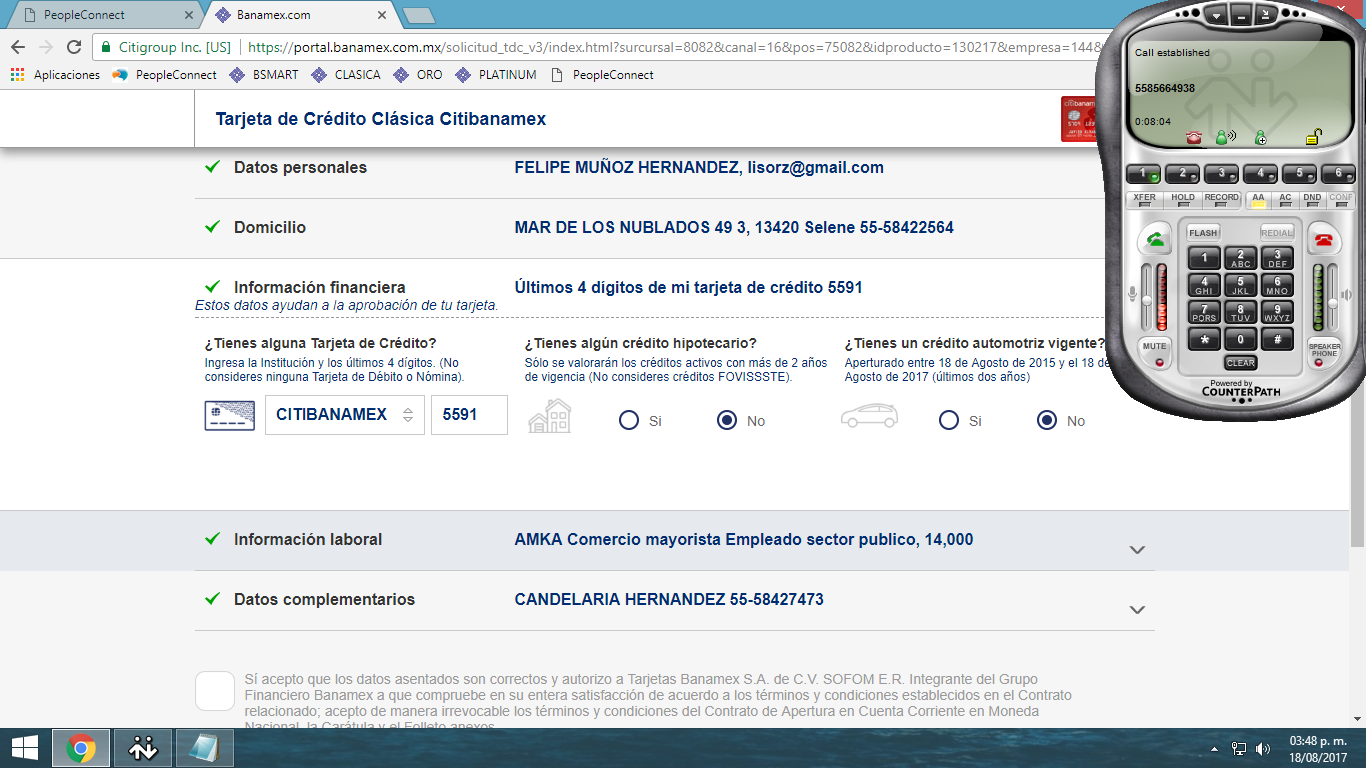 PeopleConnect
Banamex.com
Citigroup Inc. [US]
https://portal.banamex.com.mx/solicitud_tdc_v3/index.html?surcursal=8082&canal=16&pos=75082&idproducto=130217&empresa=144&
Aplicaciones
PeopleConnect
BSMART
CLASICA
ORO
PLATINUM
PeopleConnect
Tarjeta de Crédito Clásica Citibanamex
Datos personales
FELIPE MUÑOZ HERNANDEZ, lisorz@gmail.com
Domicilio
MAR DE LOS NUBLADOS 49 3, 13420 Selene 55-58422564
Información financiera
Últimos 4 dígitos de mi tarjeta de crédito 5591
Estos datos ayudan a la aprobación de tu tarjeta.
¿Tienes alguna Tarjeta de Crédito?
Ingresa la Institución y los últimos 4 dígitos. (No
consideres ninguna Tarjeta de Débito o Nómina).
CITIBANAMEX
5591
¿Tienes algún crédito hipotecario?
Sólo se valorarán los créditos activos con más de 2 años
de vigencia (No consideres créditos FOVISSSTE).
Si
No
¿Tienes un crédito automotriz vigente?
Aperturado entre 18 de Agosto de 2015 y el 18 de
Agosto de 2017 (últimos dos años)
Si
No
Información laboral
AMKA Comercio mayorista Empleado sector publico, 14,000
Datos complementarios
CANDELARIA HERNANDEZ 55-58427473
Sí acepto que los datos asentados son correctos y autorizo a Tarjetas Banamex S.A. de C.V. SOFOM E.R. Integrante del Grupo
Financiero Banamex a que compruebe en su entera satisfacción de acuerdo a los términos y condiciones establecidos en el Contrato
relacionado; acepto de manera irrevocable los términos y condiciones del Contrato de Apertura en Cuenta Corriente en Moneda
Nacional, la Carátula y el Folleto anexos.
Call established
5585664938
0:08:04
1 2 3 4 5 6
XFER HOLD RECORD AA AC DND CONF
FLASH REDIAL
1 2 ABC 3 DEF
4 GHI 5 JKL 6 MNO
7 PQRS 8 TUV 9 WXYZ
* 0 #
MUTE
CLEAR
SPEAKER PHONE
Powered by
COUNTERPATH
03:48 p. m.
18/08/2017